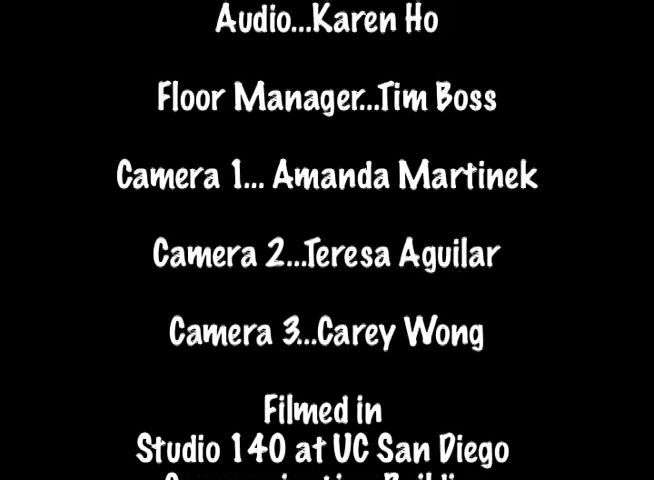 Audio...Karen Ho
Floor Manager...Tim Boss
Camera 1... Amanda Martinek
Camera 2...Teresa Aguilar
Camera 3...Carey Wong
Filmed in
Studio 140 at UC San Diego